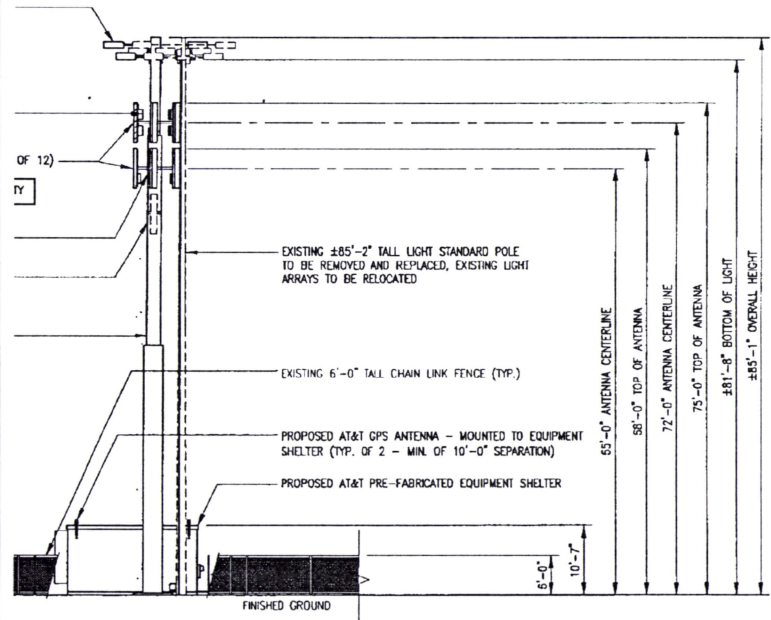 OF 12)
TY
EXISTING ±85'-2" TALL LIGHT STANDARD POLE
TO BE REMOVED AND REPLACED, EXISTING LIGHT
ARRAYS TO BE RELOCATED
EXISTING 6'-0" TALL CHAIN LINK FENCE (TYP.)
PROPOSED AT&T GPS ANTENNA - MOUNTED TO EQUIPMENT
SHELTER (TYP. OF 2 - MIN. OF 10'-0" SEPARATION)
PROPOSED AT&T PRE-FABRICATED EQUIPMENT SHELTER
FINISHED GROUND
6'-0"
10'-7"
65'-0" ANTENNA CENTERLINE
68'-0" TOP OF ANTENNA
72'-0" ANTENNA CENTERLINE
75'-0" TOP OF ANTENNA
±81'-8" BOTTOM OF LIGHT
±85'-1" OVERALL HEIGHT